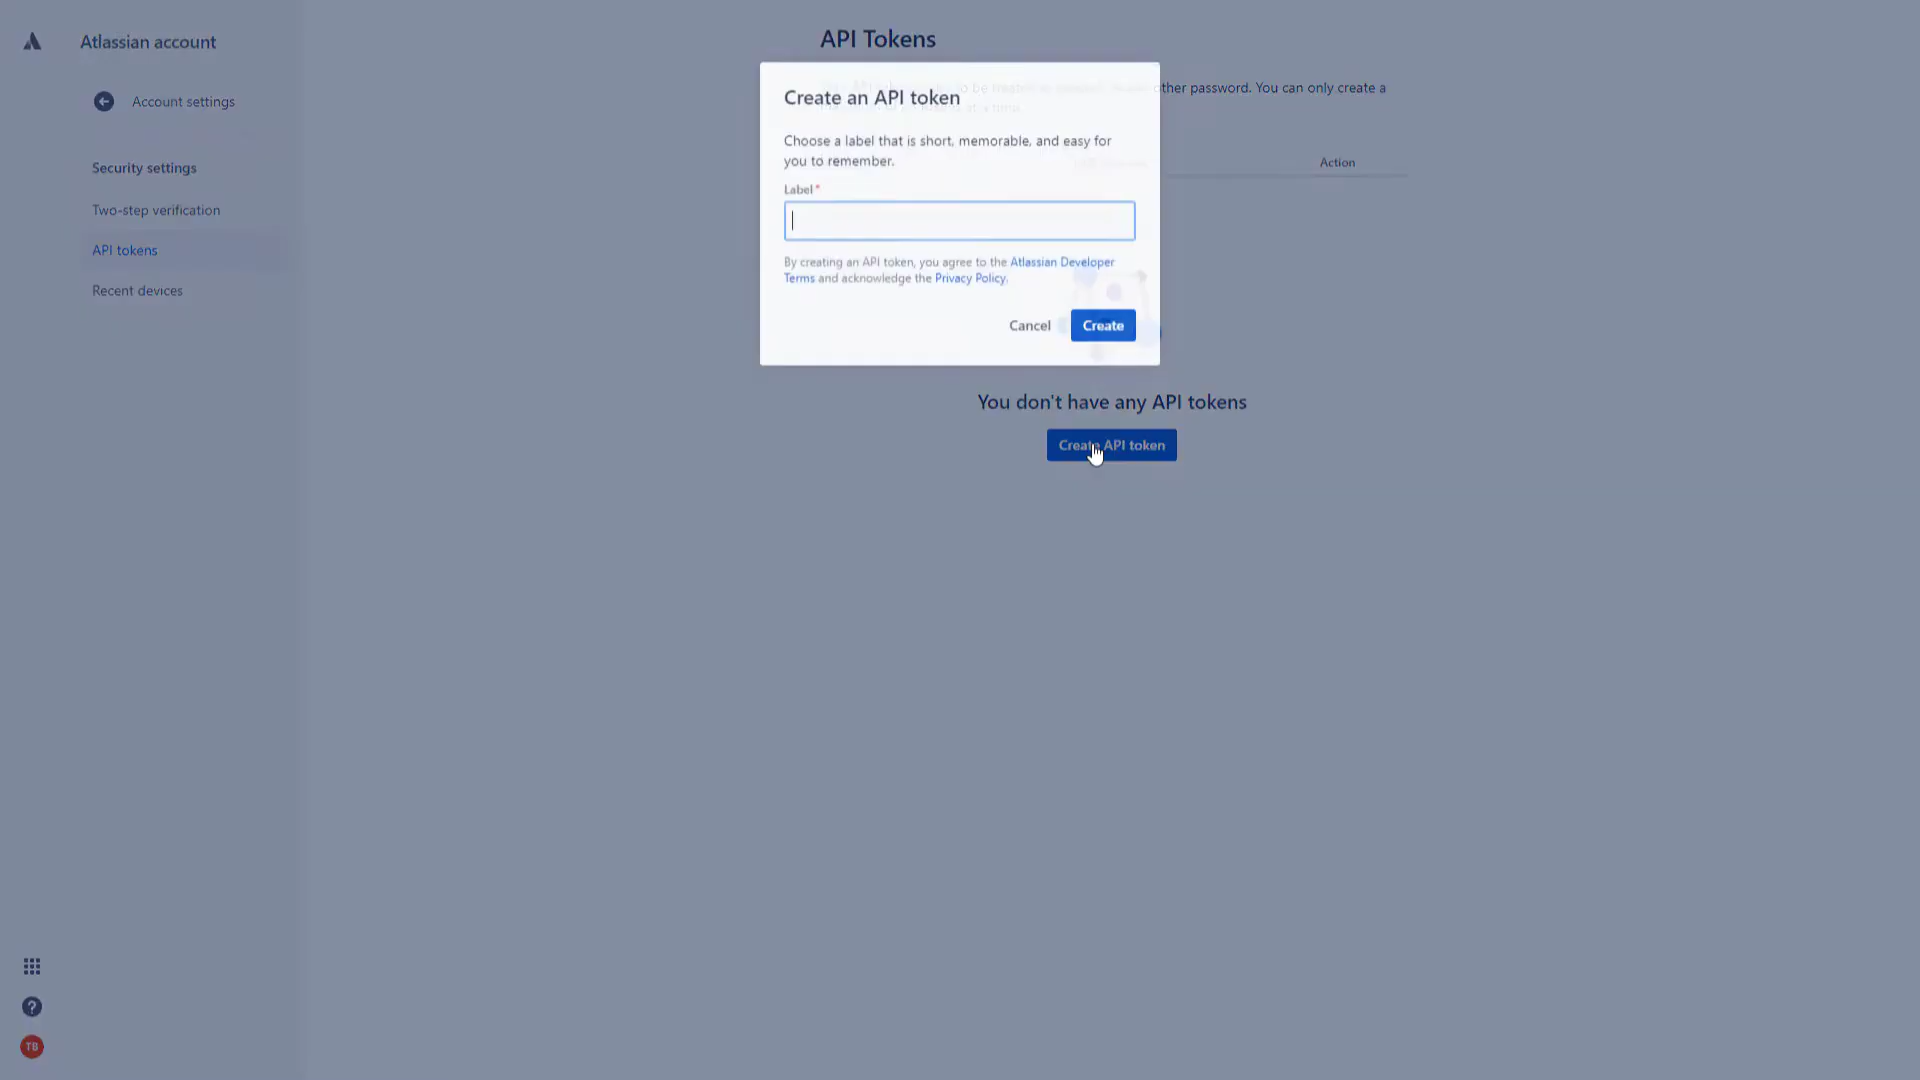 Atlassian account
Account settings
Security settings
Two-step verification
API tokens
Recent devices
TB
API Tokens
other password. You can only create a
Action
Create an API token
Choose a label that is short, memorable, and easy for
you to remember.
Label*
By creating an API token, you agree to the Atlassian Developer
Terms and acknowledge the Privacy Policy.
Cancel
Create
You don't have any API tokens
Create API token